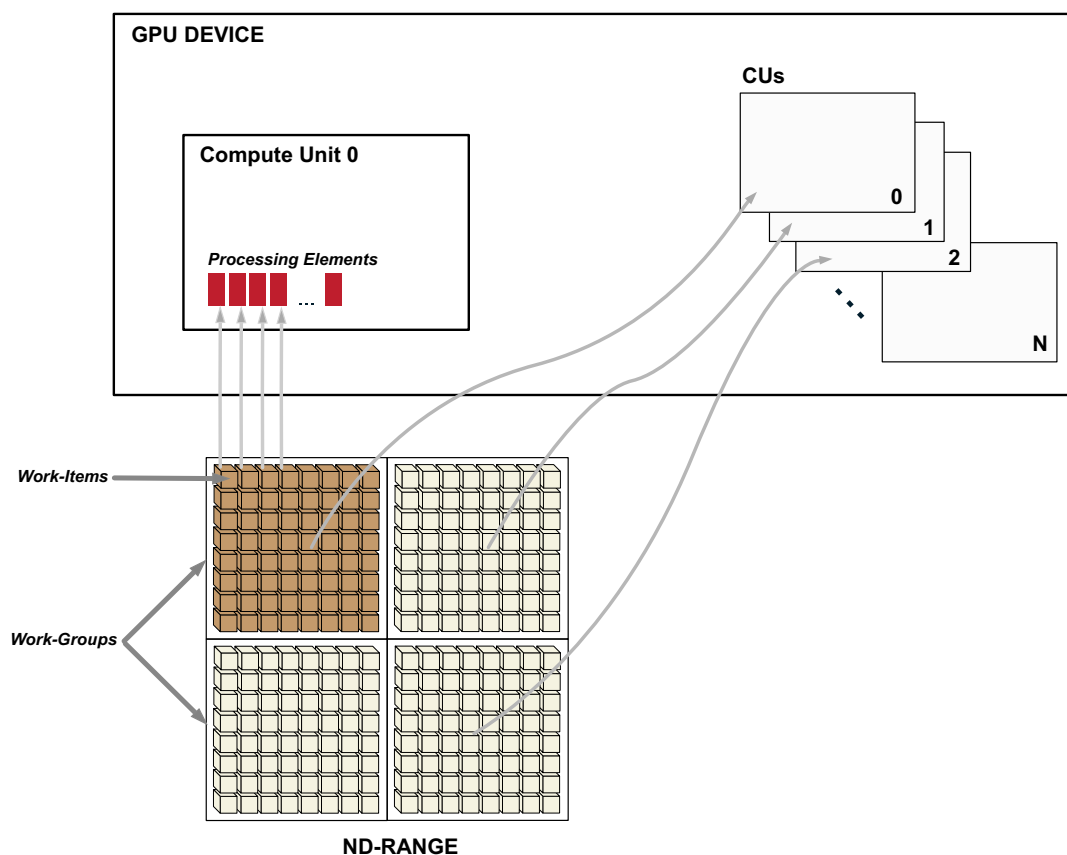 GPU DEVICE
CUs
Compute Unit 0
0
1
Processing Elements
2
...
N
Work-Items
Work-Groups
ND-RANGE